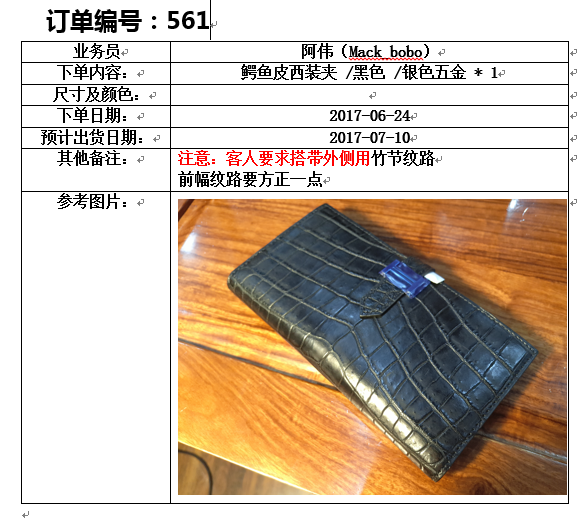 订单编号：561
业务员
阿伟（Mack_bobo）
下单内容：
鳄鱼皮西装夹 /黑色 /银色五金 * 1
尺寸及颜色：
下单日期：
2017-06-24
预计出货日期：
2017-07-10
其他备注：
注意：客人要求搭带外侧用竹节纹路
前幅纹路要方正一点
参考图片：